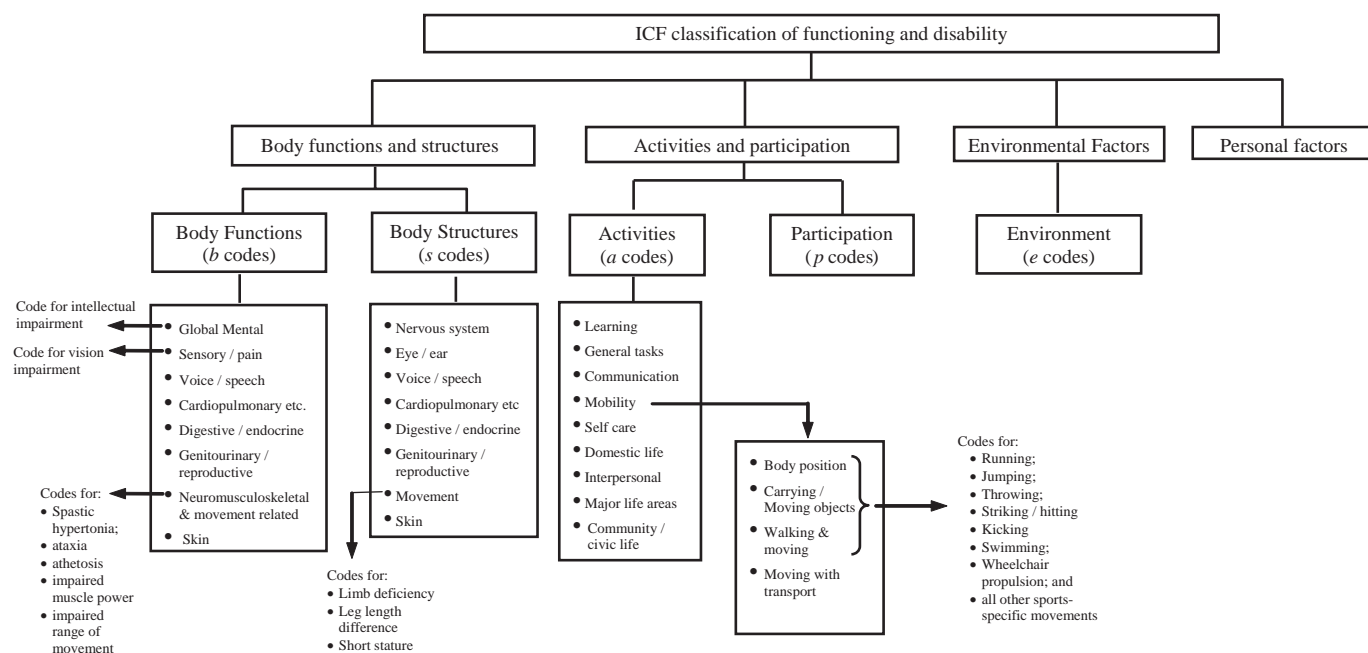 ICF classification of functioning and disability
Body functions and structures
Activities and participation
Environmental Factors
Personal factors
Body Functions
(b codes)
Body Structures
(s codes)
Activities
(a codes)
Participation
(p codes)
Environment
(e codes)
Code for intellectual
impairment
Code for vision
impairment
• Global Mental
• Sensory / pain
• Voice / speech
• Cardiopulmonary etc.
• Digestive / endocrine
• Genitourinary /
reproductive
• Neuromusculoskeletal
& movement related
• Skin
Codes for:
• Spastic
hypertonia;
• ataxia
• athetosis
• impaired
muscle power
• impaired
range of
movement
• Nervous system
• Eye / ear
• Voice / speech
• Cardiopulmonary etc
• Digestive / endocrine
• Genitourinary /
reproductive
• Movement
• Skin
Codes for:
• Limb deficiency
• Leg length
difference
• Short stature
• Learning
• General tasks
• Communication
• Mobility
• Self care
• Domestic life
• Interpersonal
• Major life areas
• Community /
civic life
• Body position
• Carrying /
Moving objects
• Walking &
moving
• Moving with
transport
Codes for:
• Running;
• Jumping;
• Throwing;
• Striking / hitting
• Kicking
• Swimming;
• Wheelchair
propulsion; and
• all other sports-
specific movements